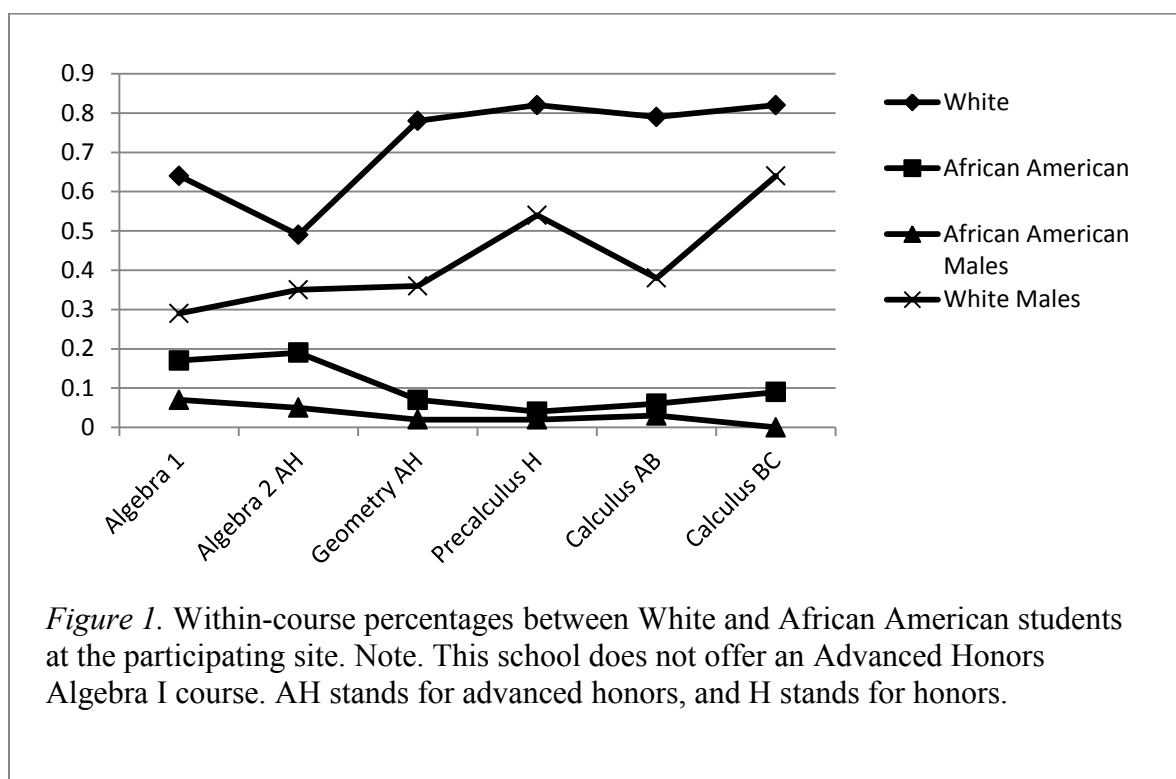 0.9
0.8
0.7
0.6
0.5
0.4
0.3
0.2
0.1
0
Algebra 1
Algebra 2 AH
Geometry AH
Precalculus H
Calculus AB
Calculus BC
White
African American
African American
Males
White Males
Figure 1. Within-course percentages between White and African American students
at the participating site. Note. This school does not offer an Advanced Honors
Algebra I course. AH stands for advanced honors, and H stands for honors.